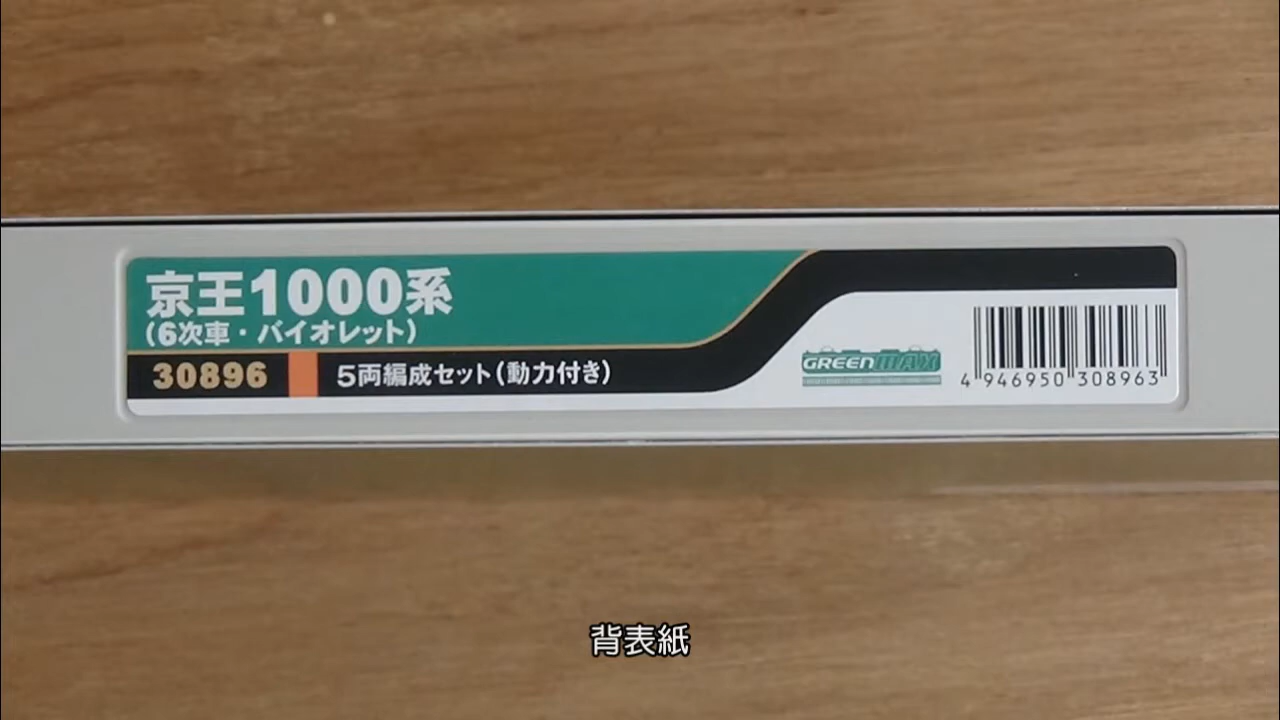 京王1000系
(6次車・バイオレット)
30896
5両編成セット(動力付き)
GREENMAX
4 946950 308963
背表紙